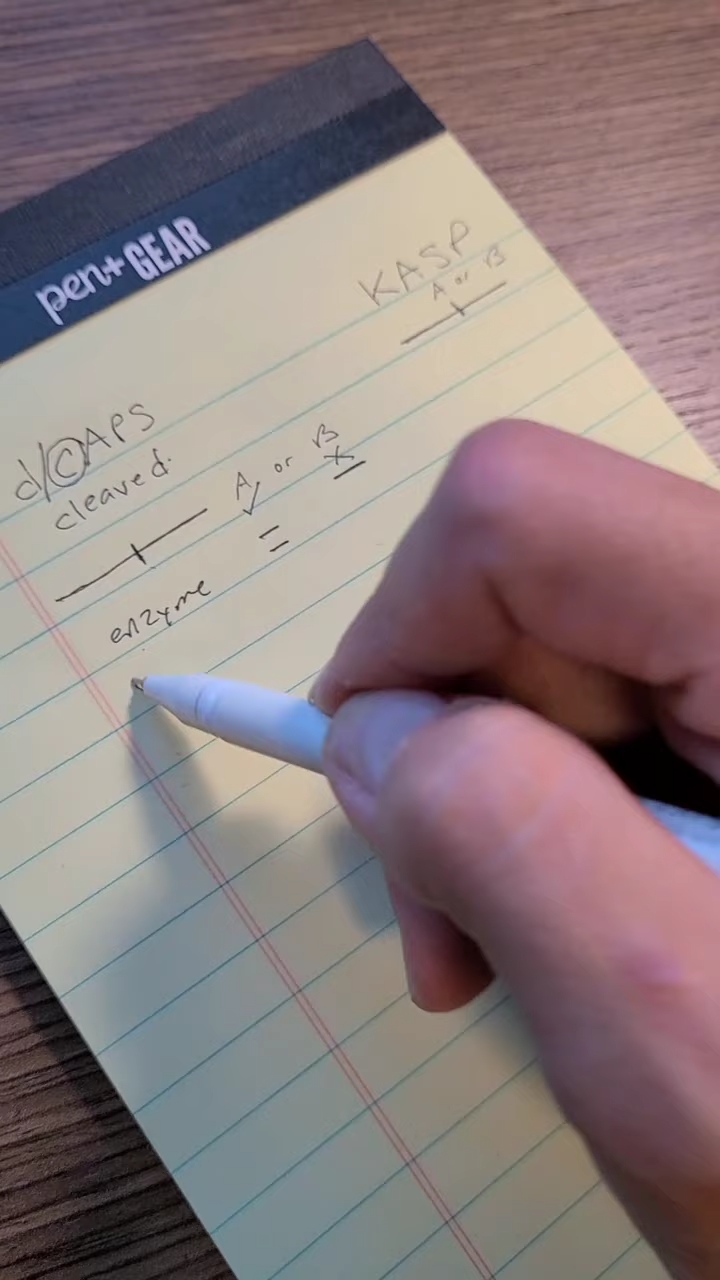 pen+GEAR
KASP
A or B
d/CAPS
cleaved.
A or B
=
enzyme